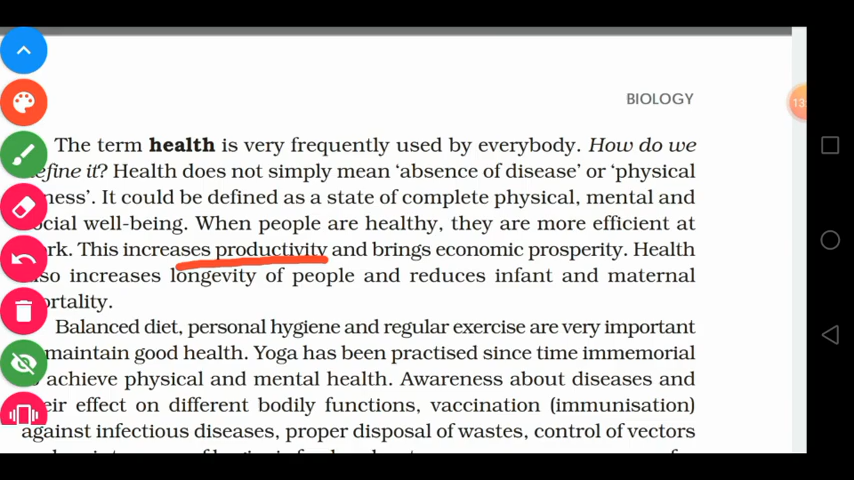 BIOLOGY
The term health is very frequently used by everybody. How do we
efine it? Health does not simply mean ‘absence of disease’ or ‘physical
ness’. It could be defined as a state of complete physical, mental and
ocial well-being. When people are healthy, they are more efficient at
rk. This increases productivity and brings economic prosperity. Health
so increases longevity of people and reduces infant and maternal
ortality.
Balanced diet, personal hygiene and regular exercise are very important
maintain good health. Yoga has been practised since time immemorial
achieve physical and mental health. Awareness about diseases and
eir effect on different bodily functions, vaccination (immunisation)
against infectious diseases, proper disposal of wastes, control of vectors